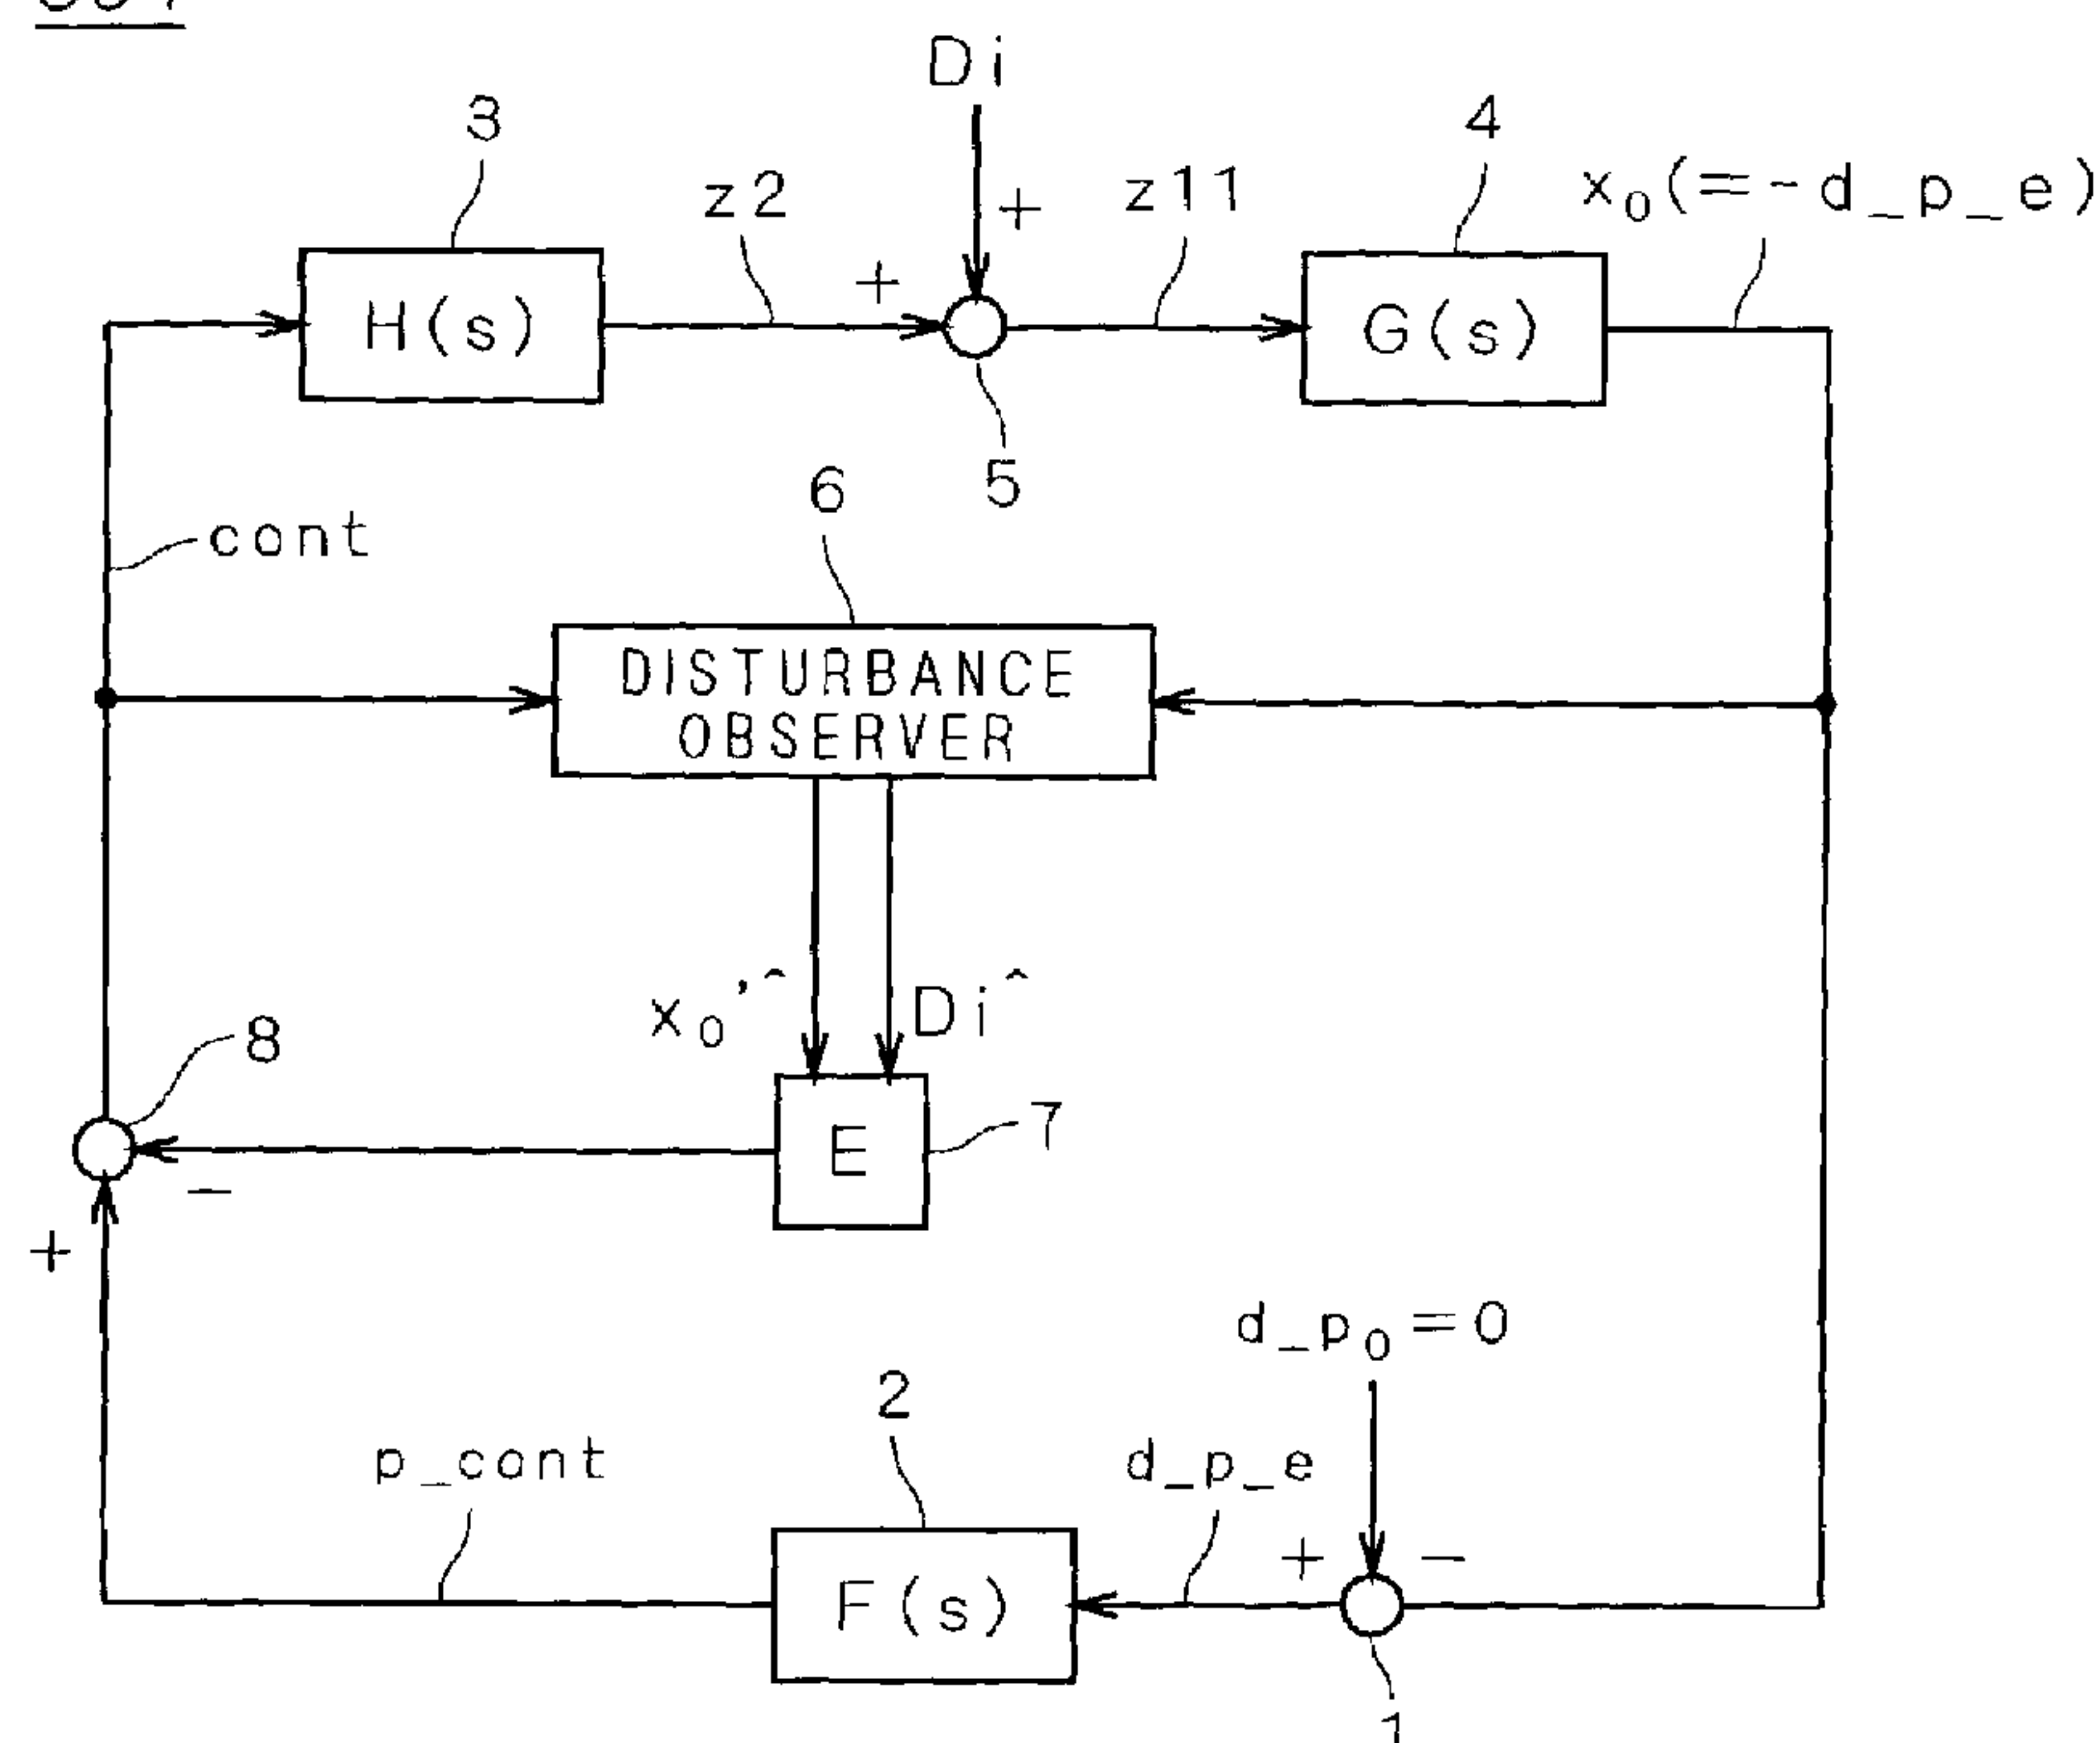 Di
3
4
z2
+
z11
x₀(=-d_p_e)
+
H(s)
G(s)
6
5
cont
DISTURBANCE
OBSERVER
x₀'^
Di^
8
E
7
-
+
d_p₀=0
2
p_cont
d_p_e
+
-
F(s)
1